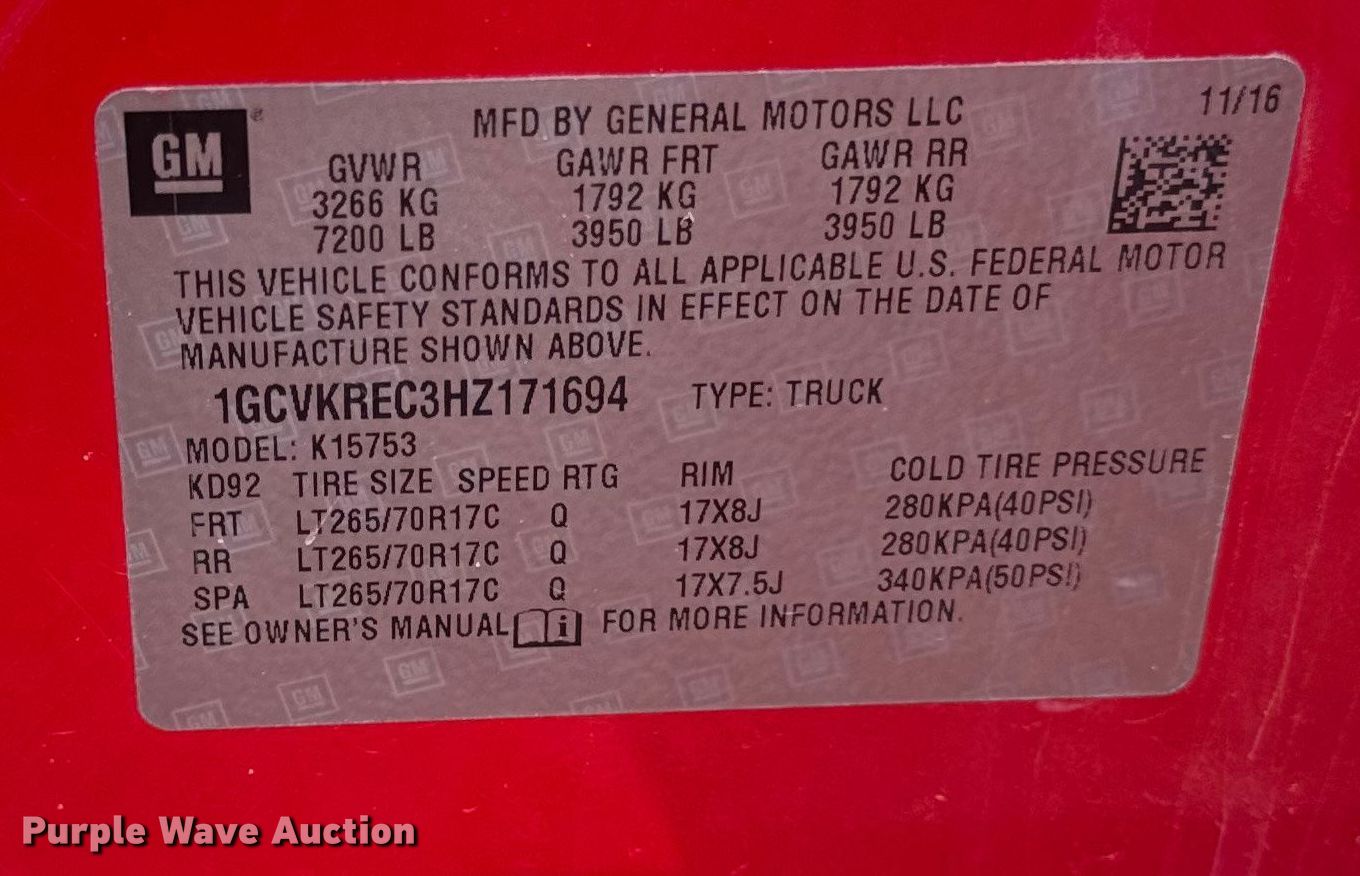 GM
MFD BY GENERAL MOTORS LLC 11/16
GVWR GAWR FRT GAWR RR
3266 KG 1792 KG 1792 KG
7200 LB 3950 LB 3950 LB
THIS VEHICLE CONFORMS TO ALL APPLICABLE U.S. FEDERAL MOTOR
VEHICLE SAFETY STANDARDS IN EFFECT ON THE DATE OF
MANUFACTURE SHOWN ABOVE.
1GCVKREC3HZ171694 TYPE: TRUCK
MODEL: K15753
KD92 TIRE SIZE SPEED RTG RIM COLD TIRE PRESSURE
FRT LT265/70R17C Q 17X8J 280KPA(40PSI)
RR LT265/70R17C Q 17X8J 280KPA(40PSI)
SPA LT265/70R17C Q 17X7.5J 340KPA(50PSI)
SEE OWNER'S MANUAL i FOR MORE INFORMATION.
Purple Wave Auction